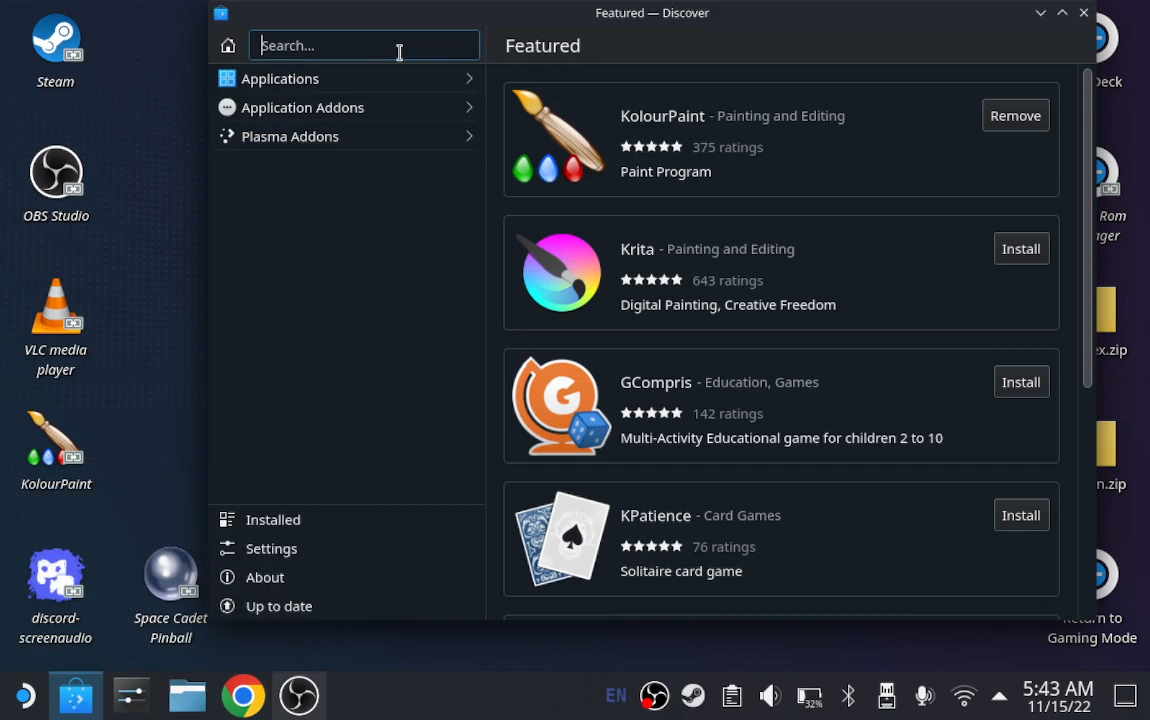 Featured — Discover
Search...
Featured
Applications
Application Addons
Plasma Addons
KolourPaint - Painting and Editing
375 ratings
Paint Program
Remove
Krita - Painting and Editing
643 ratings
Digital Painting, Creative Freedom
Install
GCompris - Education, Games
142 ratings
Multi-Activity Educational game for children 2 to 10
Install
KPatience - Card Games
76 ratings
Solitaire card game
Install
Installed
Settings
About
Up to date
Steam
OBS Studio
VLC media
player
KolourPaint
discord-
screenaudio
Space Cadet
Pinball
Deck
Rom
ager
ex.zip
n.zip
Return to
Gaming Mode
EN
32%
5:43 AM
11/15/22